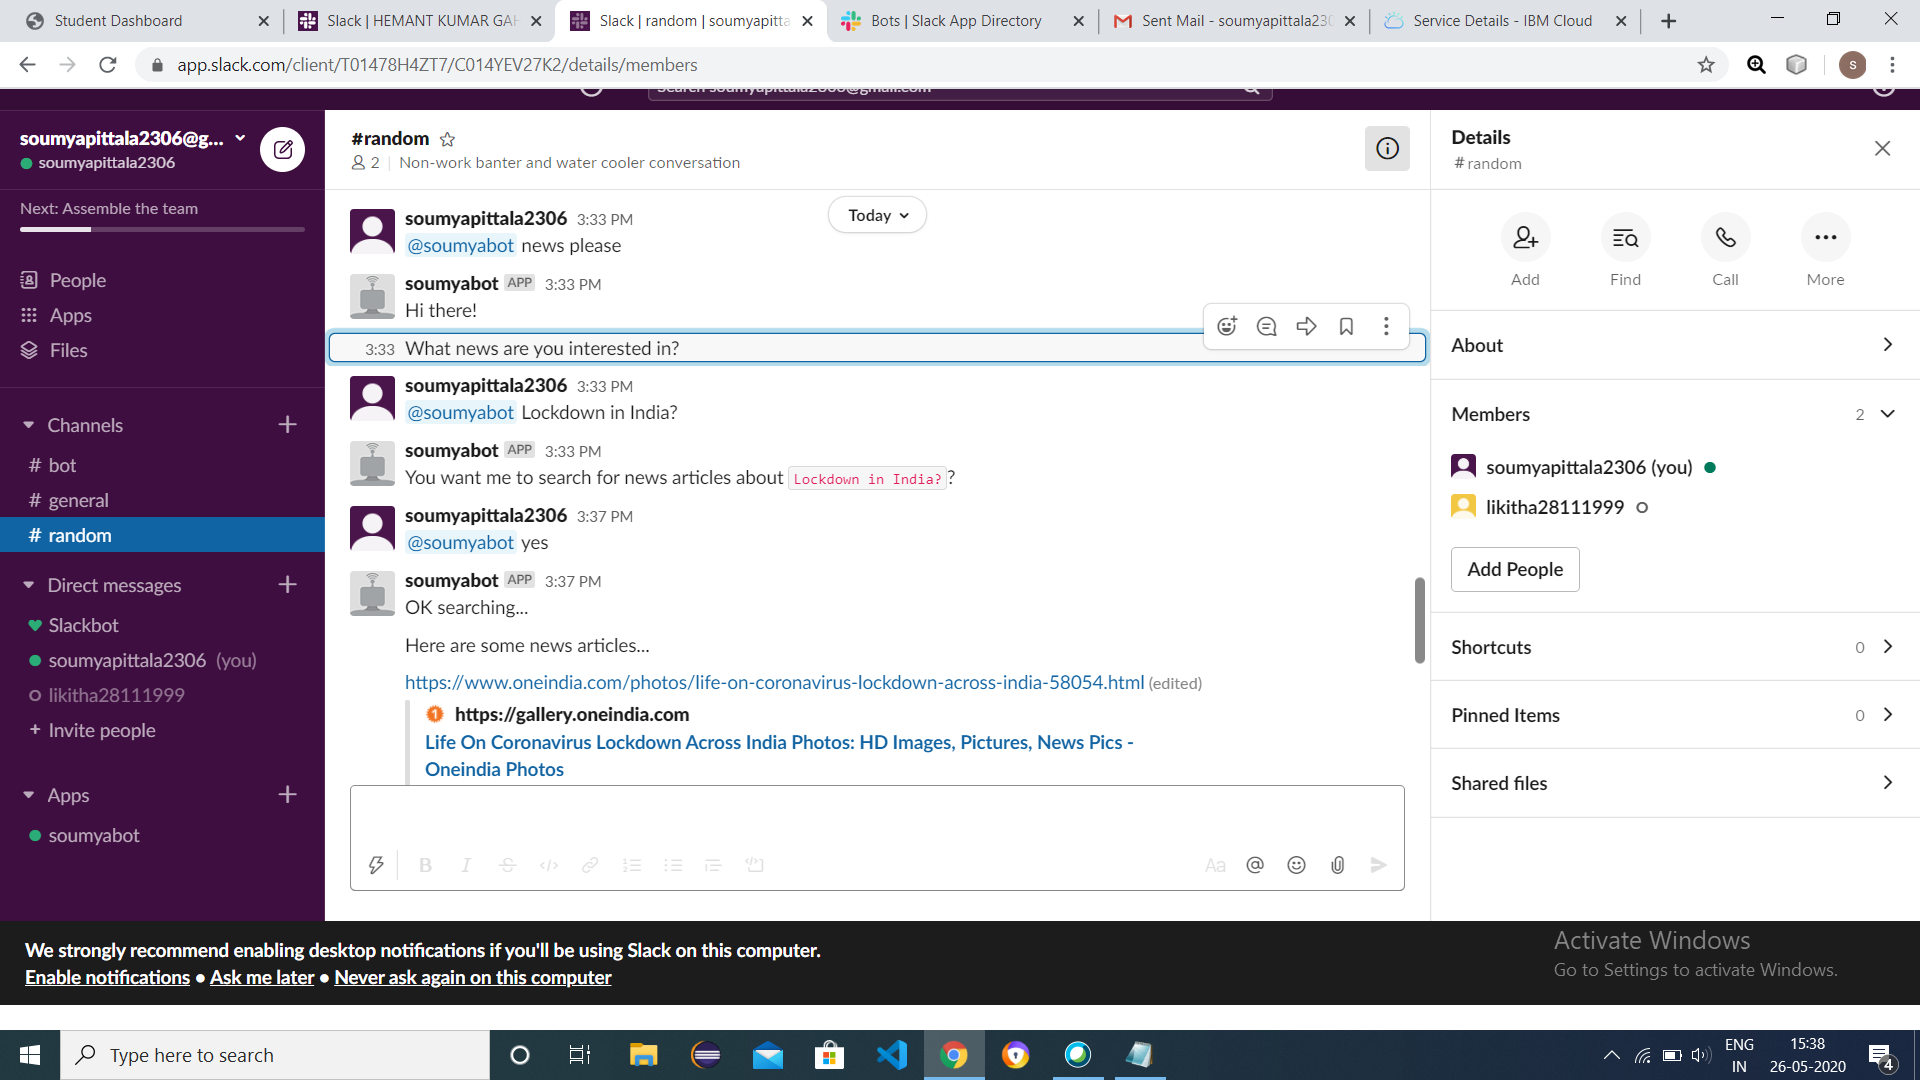 Student Dashboard
Slack | HEMANT KUMAR GAH
Slack | random | soumyapitta
Bots | Slack App Directory
Sent Mail - soumyapittala230
Service Details - IBM Cloud
app.slack.com/client/T01478H4ZT7/C014YEV27K2/details/members
s
Search soumyapittala2306@gmail.com
soumyapittala2306@g...
soumyapittala2306
Next: Assemble the team
People
Apps
Files
Channels
# bot
# general
# random
Direct messages
Slackbot
soumyapittala2306 (you)
likitha28111999
+ Invite people
Apps
soumyabot
#random
2 | Non-work banter and water cooler conversation
Today
soumyapittala2306 3:33 PM
@soumyabot news please
soumyabot APP 3:33 PM
Hi there!
3:33 What news are you interested in?
soumyapittala2306 3:33 PM
@soumyabot Lockdown in India?
soumyabot APP 3:33 PM
You want me to search for news articles about Lockdown in India? ?
soumyapittala2306 3:37 PM
@soumyabot yes
soumyabot APP 3:37 PM
OK searching...
Here are some news articles...
https://www.oneindia.com/photos/life-on-coronavirus-lockdown-across-india-58054.html (edited)
1 https://gallery.oneindia.com
Life On Coronavirus Lockdown Across India Photos: HD Images, Pictures, News Pics -
Oneindia Photos
B I S </> Aa @
Details
# random
Add
Find
Call
More
About
Members 2
soumyapittala2306 (you)
likitha28111999
Add People
Shortcuts 0
Pinned Items 0
Shared files
We strongly recommend enabling desktop notifications if you'll be using Slack on this computer.
Enable notifications ● Ask me later ● Never ask again on this computer
Activate Windows
Go to Settings to activate Windows.
Type here to search
ENG
IN
15:38
26-05-2020
4